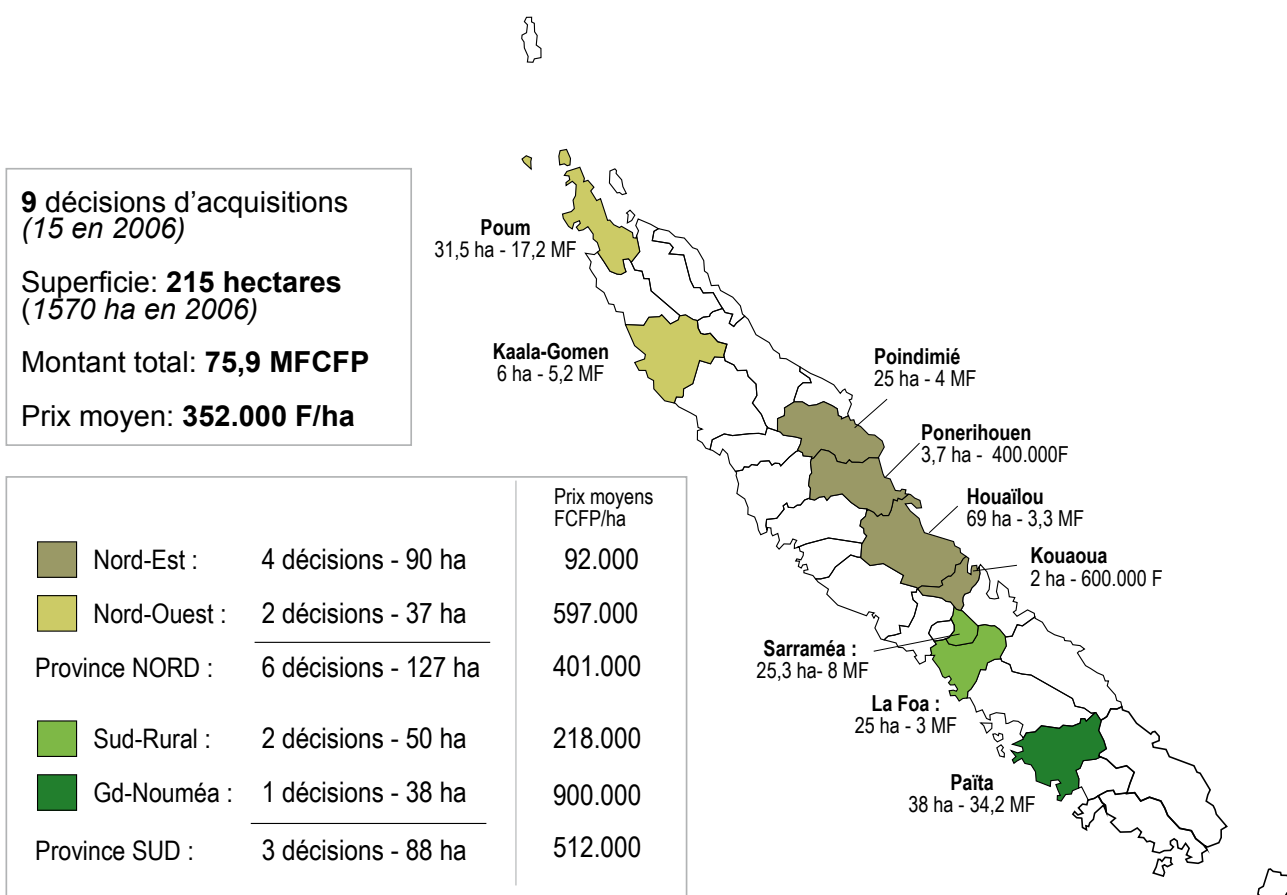 9 décisions d'acquisitions
(15 en 2006)
Superficie: 215 hectares
(1570 ha en 2006)
Montant total: 75,9 MFCFP
Prix moyen: 352.000 F/ha
Prix moyens
FCFP/ha
Nord-Est : 4 décisions - 90 ha 92.000
Nord-Ouest : 2 décisions - 37 ha 597.000
Province NORD : 6 décisions - 127 ha 401.000
Sud-Rural : 2 décisions - 50 ha 218.000
Gd-Nouméa : 1 décisions - 38 ha 900.000
Province SUD : 3 décisions - 88 ha 512.000
Poum
31,5 ha - 17,2 MF
Kaala-Gomen
6 ha - 5,2 MF
Poindimié
25 ha - 4 MF
Ponerihouen
3,7 ha - 400.000F
Houaïlou
69 ha - 3,3 MF
Kouaoua
2 ha - 600.000 F
Sarraméa :
25,3 ha- 8 MF
La Foa :
25 ha - 3 MF
Païta
38 ha - 34,2 MF